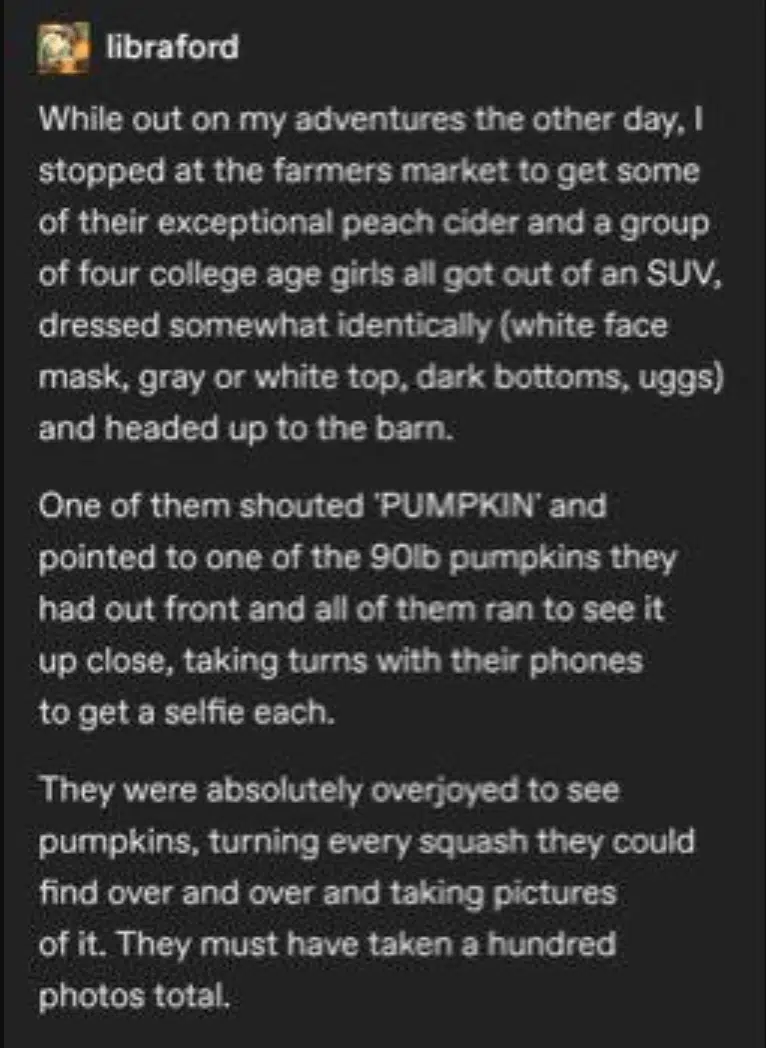 libraford
While out on my adventures the other day, I
stopped at the farmers market to get some
of their exceptional peach cider and a group
of four college age girls all got out of an SUV,
dressed somewhat identically (white face
mask, gray or white top, dark bottoms, uggs)
and headed up to the barn.
One of them shouted 'PUMPKIN' and
pointed to one of the 90lb pumpkins they
had out front and all of them ran to see it
up close, taking turns with their phones
to get a selfie each.
They were absolutely overjoyed to see
pumpkins, turning every squash they could
find over and over and taking pictures
of it. They must have taken a hundred
photos total.